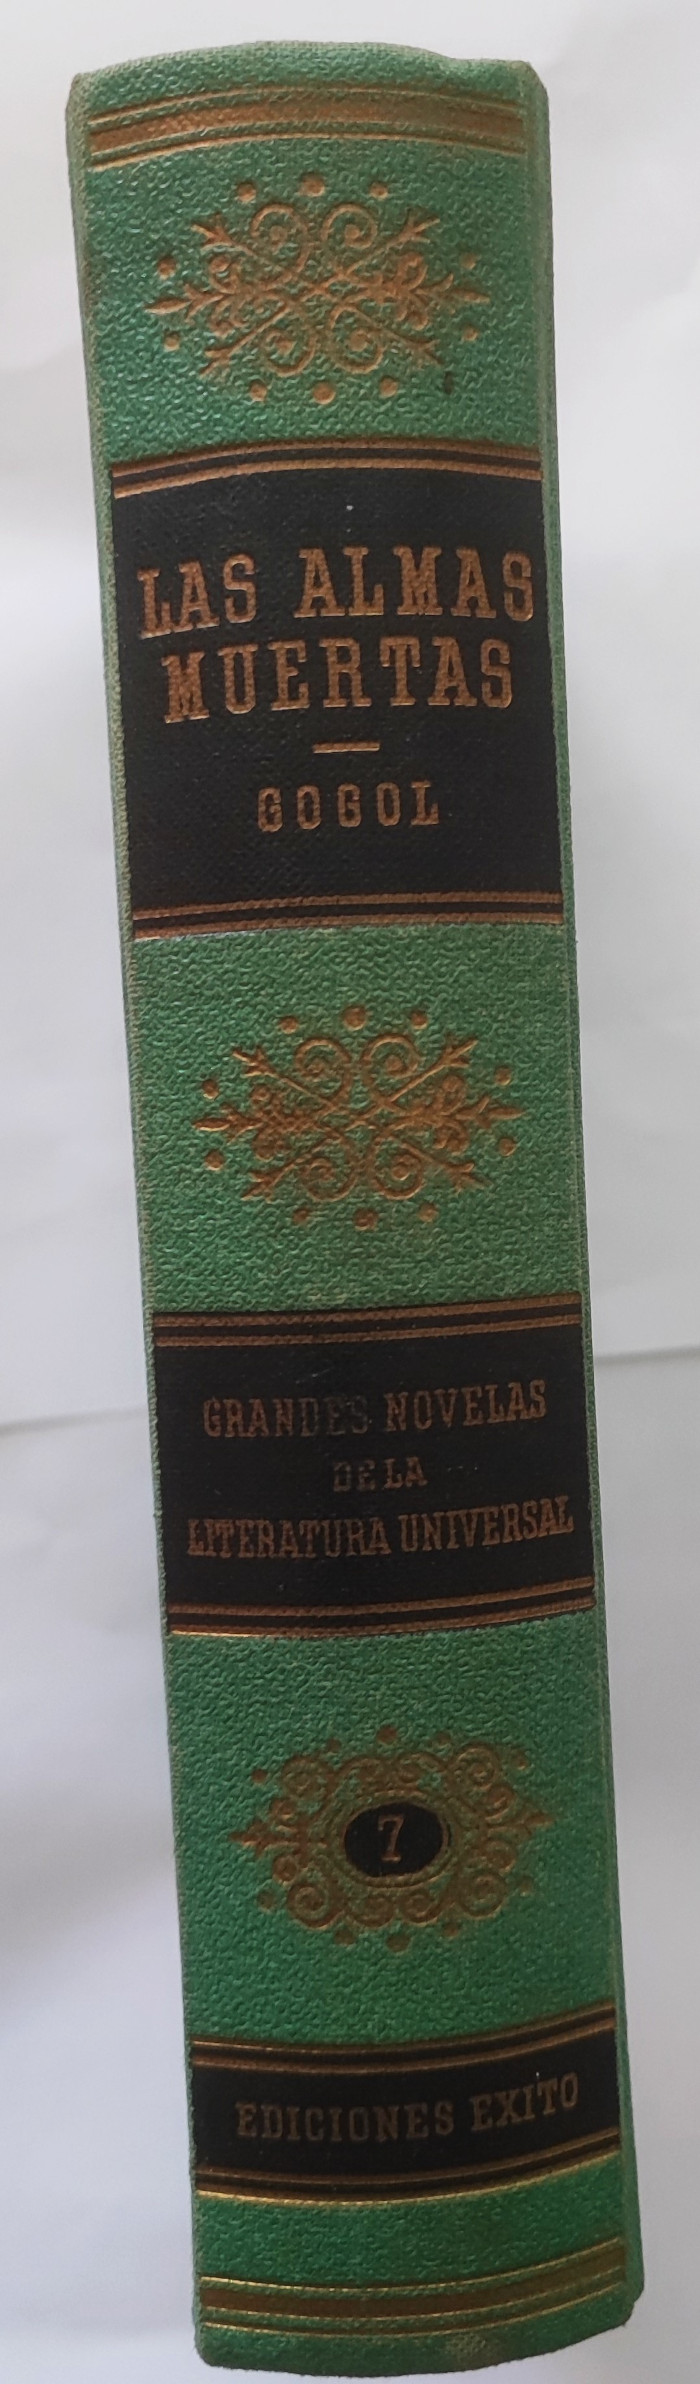 LAS ALMAS
MUERTAS
GOGOL
GRANDES NOVELAS
DE LA
LITERATURA UNIVERSAL
7
EDICIONES EXITO